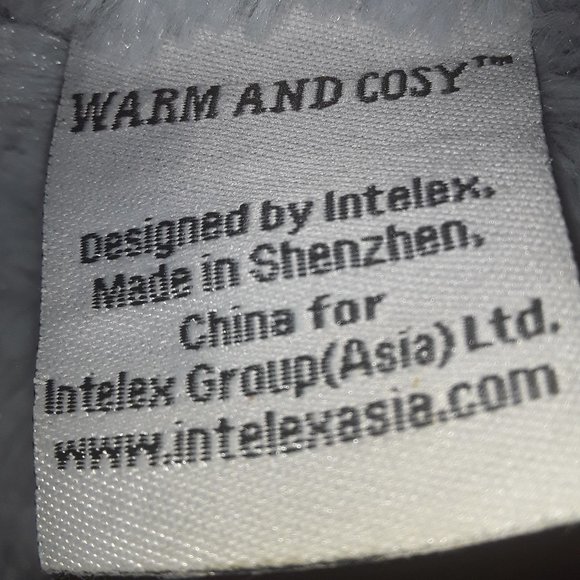 WARM AND COSY™
Designed by Intelex.
Made in Shenzhen,
China for
Intelex Group(Asia) Ltd.
www.intelexasia.com